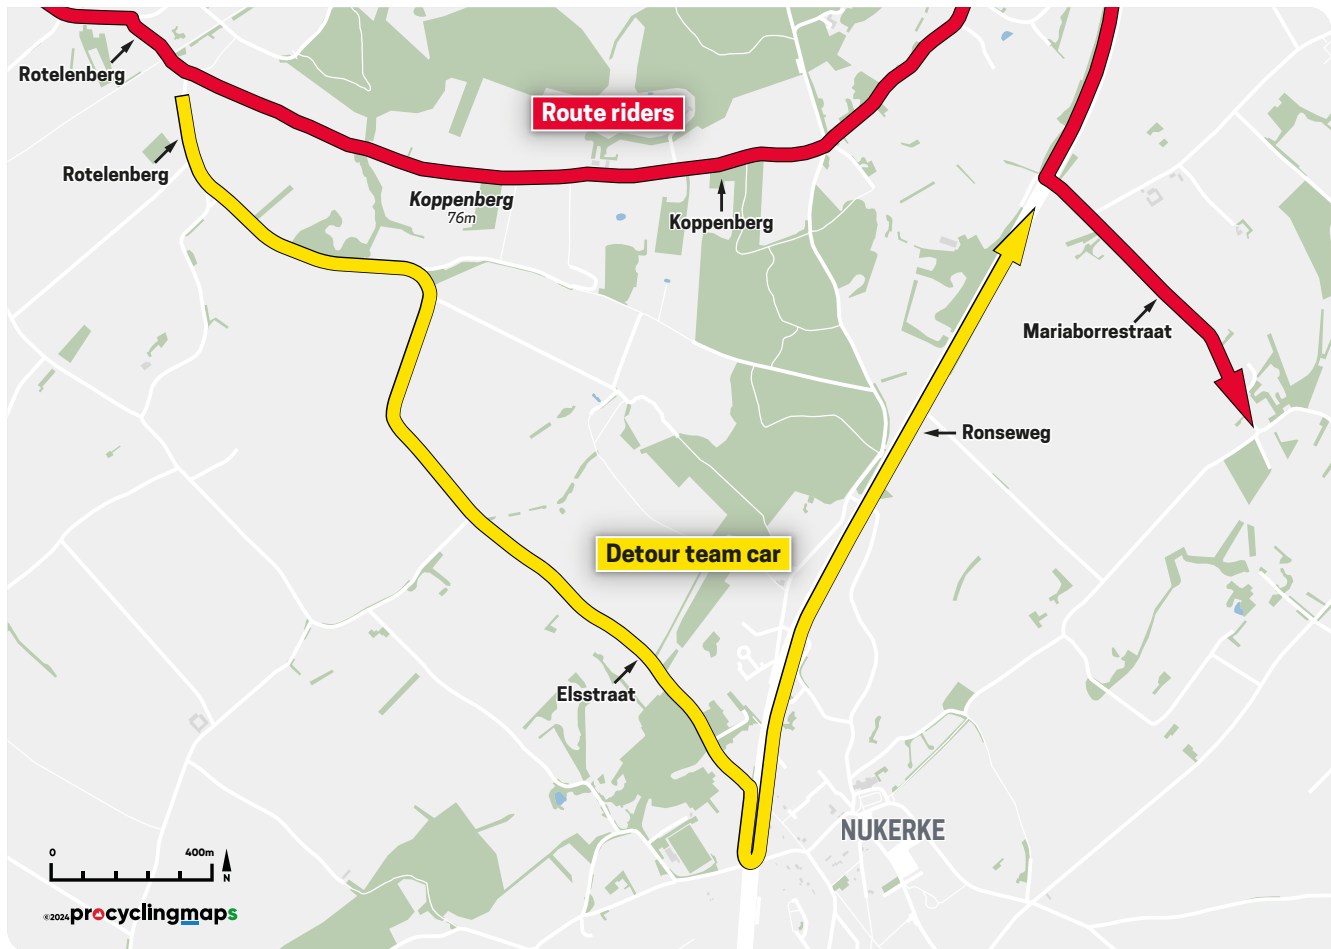 Rotelenberg
Route riders
Rotelenberg
Koppenberg
76m
Koppenberg
Mariaborrestraat
Ronseweg
Detour team car
Elsstraat
NUKERKE
0 400m
N
©2024 procyclingmaps